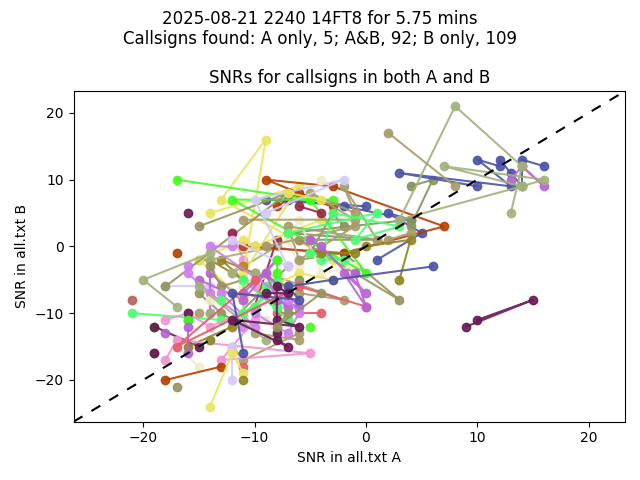 2025-08-21 2240 14FT8 for 5.75 mins
Callsigns found: A only, 5; A&B, 92; B only, 109
SNRs for callsigns in both A and B
20
10
0
−10
−20
SNR in all.txt B
−20
−10
0
10
20
SNR in all.txt A